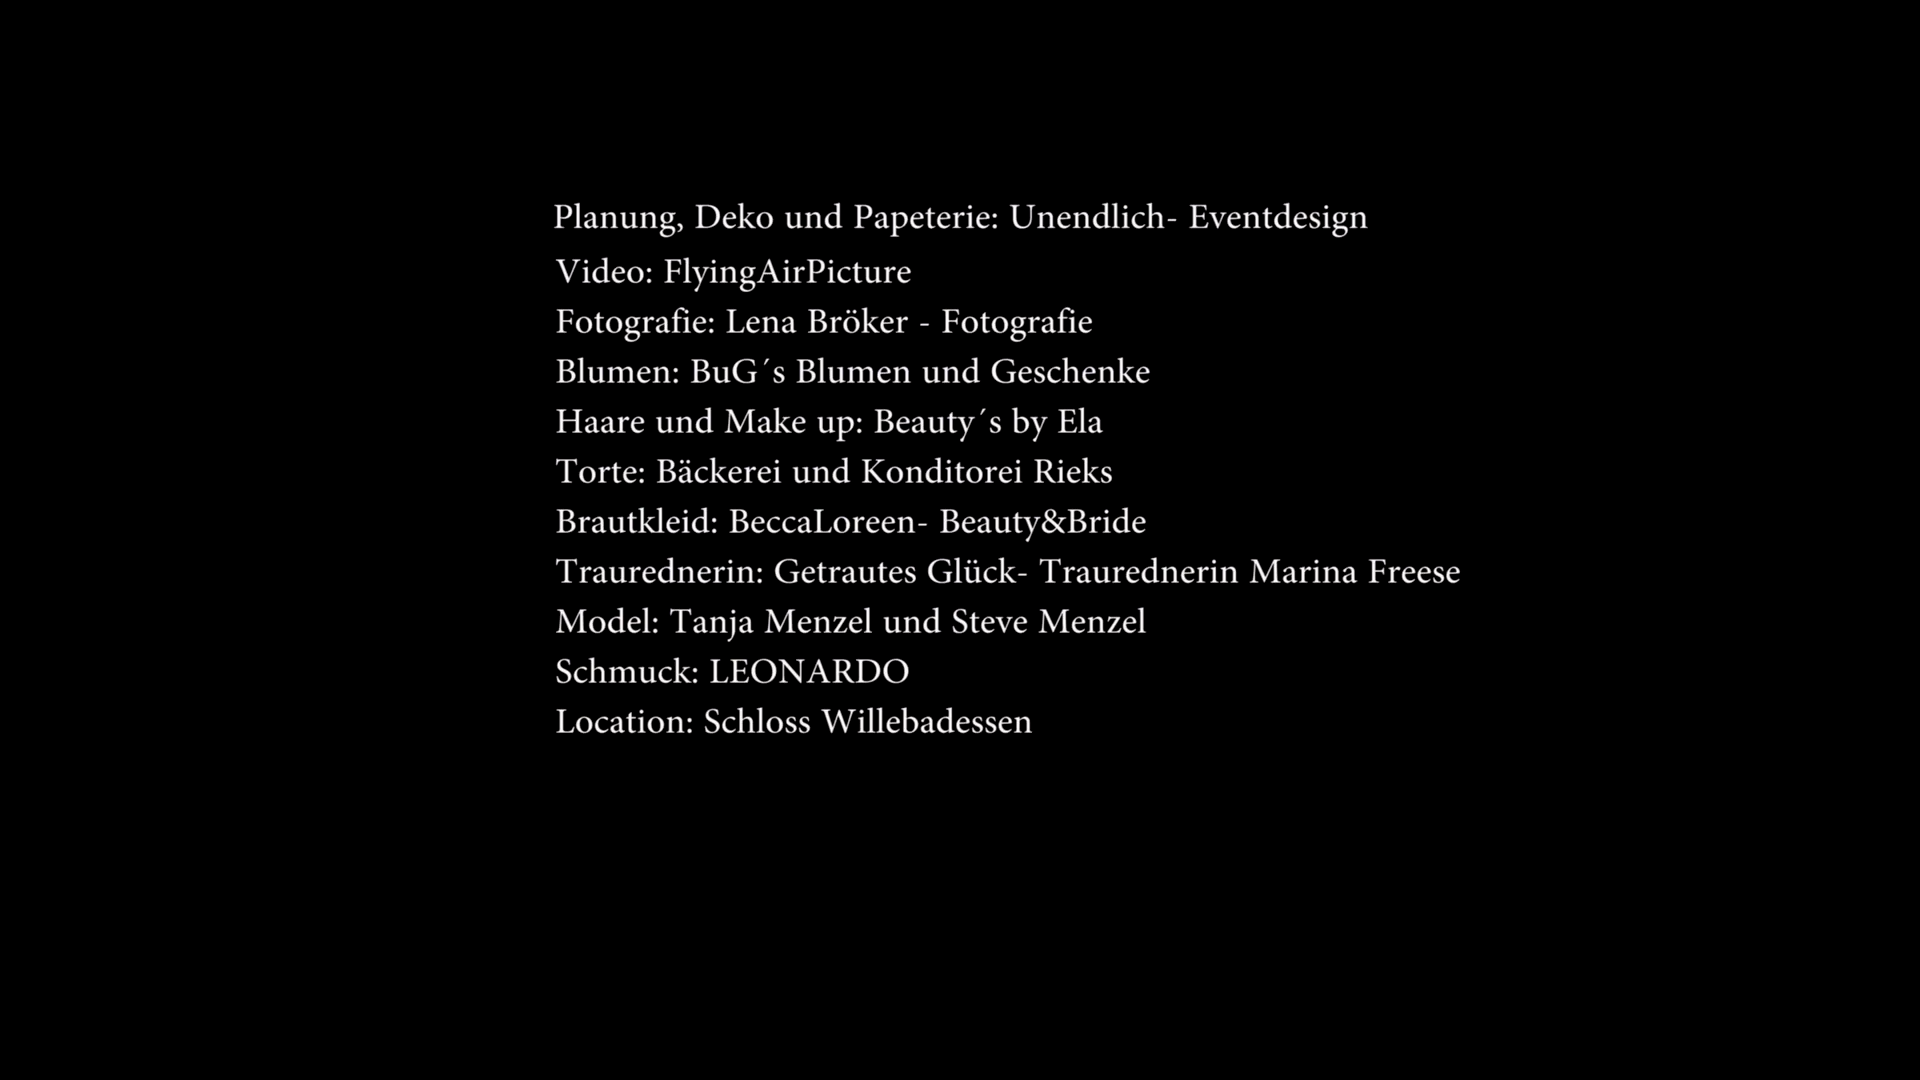 Planung, Deko und Papeterie: Unendlich- Eventdesign
Video: FlyingAirPicture
Fotografie: Lena Bröker - Fotografie
Blumen: BuG´s Blumen und Geschenke
Haare und Make up: Beauty´s by Ela
Torte: Bäckerei und Konditorei Rieks
Brautkleid: BeccaLoreen- Beauty&Bride
Traurednerin: Getrautes Glück- Traurednerin Marina Freese
Model: Tanja Menzel und Steve Menzel
Schmuck: LEONARDO
Location: Schloss Willebadessen